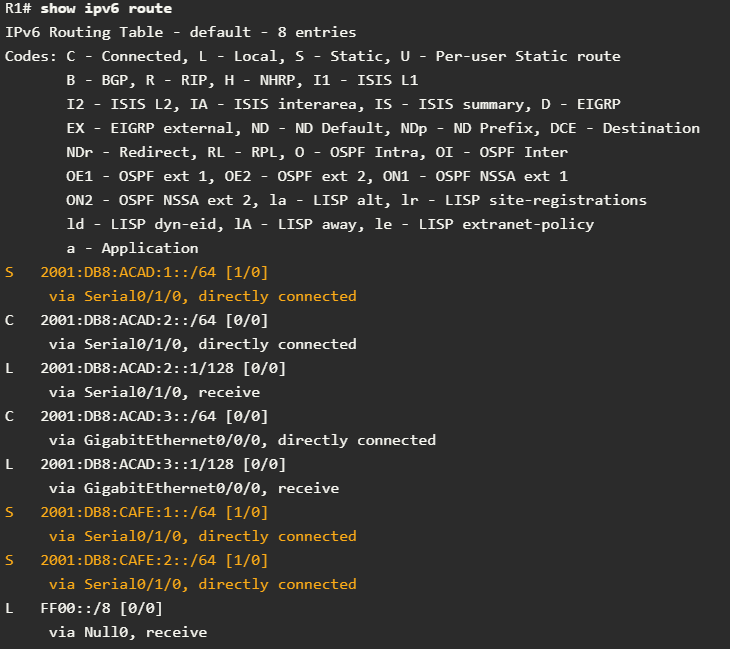 R1# show ipv6 route
IPv6 Routing Table - default - 8 entries
Codes: C - Connected, L - Local, S - Static, U - Per-user Static route
       B - BGP, R - RIP, H - NHRP, I1 - ISIS L1
       I2 - ISIS L2, IA - ISIS interarea, IS - ISIS summary, D - EIGRP
       EX - EIGRP external, ND - ND Default, NDp - ND Prefix, DCE - Destination
       NDr - Redirect, RL - RPL, O - OSPF Intra, OI - OSPF Inter
       OE1 - OSPF ext 1, OE2 - OSPF ext 2, ON1 - OSPF NSSA ext 1
       ON2 - OSPF NSSA ext 2, la - LISP alt, lr - LISP site-registrations
       ld - LISP dyn-eid, lA - LISP away, le - LISP extranet-policy
       a - Application
S   2001:DB8:ACAD:1::/64 [1/0]
     via Serial0/1/0, directly connected
C   2001:DB8:ACAD:2::/64 [0/0]
     via Serial0/1/0, directly connected
L   2001:DB8:ACAD:2::1/128 [0/0]
     via Serial0/1/0, receive
C   2001:DB8:ACAD:3::/64 [0/0]
     via GigabitEthernet0/0/0, directly connected
L   2001:DB8:ACAD:3::1/128 [0/0]
     via GigabitEthernet0/0/0, receive
S   2001:DB8:CAFE:1::/64 [1/0]
     via Serial0/1/0, directly connected
S   2001:DB8:CAFE:2::/64 [1/0]
     via Serial0/1/0, directly connected
L   FF00::/8 [0/0]
     via Null0, receive